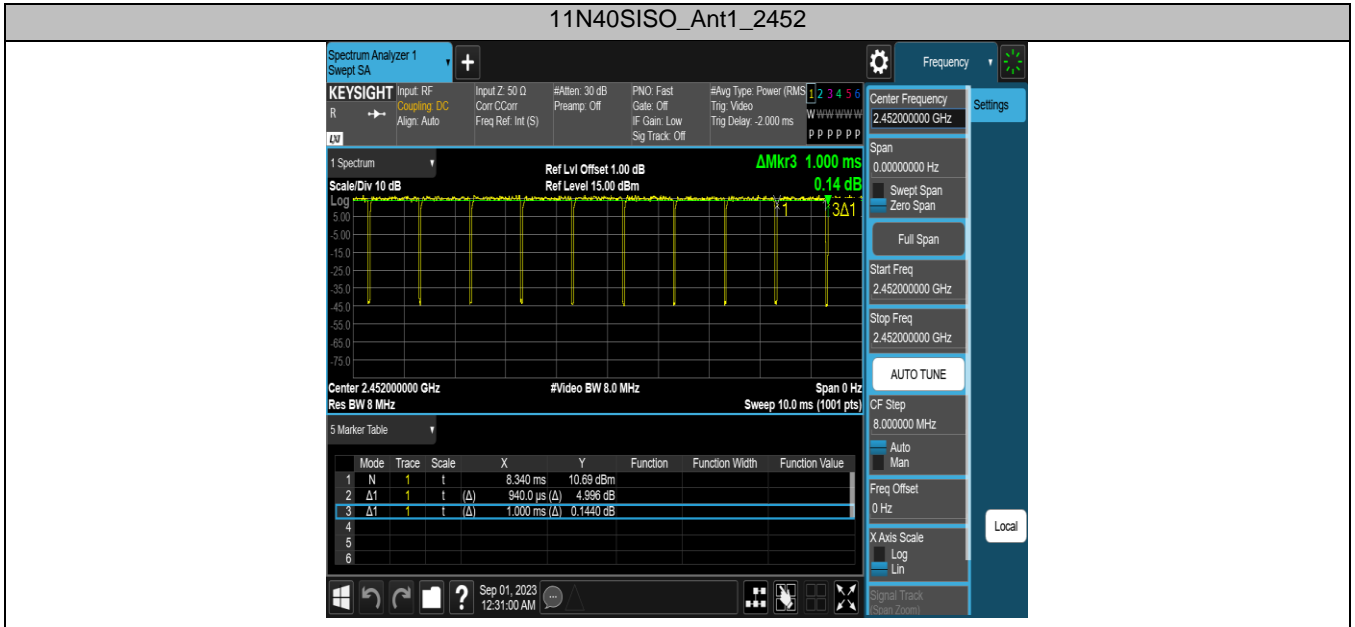 11N40SISO_Ant1_2452
Spectrum Analyzer 1
Swept SA
+
Frequency
KEYSIGHT
R
LXI
Input: RF
Coupling: DC
Align: Auto
Input Z: 50 Ω
Corr CCorr
Freq Ref: Int (S)
#Atten: 30 dB
Preamp: Off
PNO: Fast
Gate: Off
IF Gain: Low
Sig Track: Off
#Avg Type: Power (RMS
Trig: Video
Trig Delay: -2.000 ms
1 2 3 4 5 6
W W W W W W
P P P P P P
Center Frequency
2.452000000 GHz
Settings
Span
0.00000000 Hz
Swept Span
Zero Span
Full Span
Start Freq
2.452000000 GHz
Stop Freq
2.452000000 GHz
AUTO TUNE
CF Step
8.000000 MHz
Auto
Man
Freq Offset
0 Hz
X Axis Scale
Log
Lin
Signal Track
(Span Zoom)
Local
1 Spectrum
Scale/Div 10 dB
Log
Ref Lvl Offset 1.00 dB
Ref Level 15.00 dBm
ΔMkr3 1.000 ms
0.14 dB
1
3Δ1
5.00
-5.00
-15.0
-25.0
-35.0
-45.0
-55.0
-65.0
-75.0
Center 2.452000000 GHz
#Video BW 8.0 MHz
Span 0 Hz
Res BW 8 MHz
Sweep 10.0 ms (1001 pts)
5 Marker Table
Mode Trace Scale X Y Function Function Width Function Value
1 N 1 t 8.340 ms 10.69 dBm
2 Δ1 1 t (Δ) 940.0 µs (Δ) 4.996 dB
3 Δ1 1 t (Δ) 1.000 ms (Δ) 0.1440 dB
4
5
6
?
Sep 01, 2023
12:31:00 AM